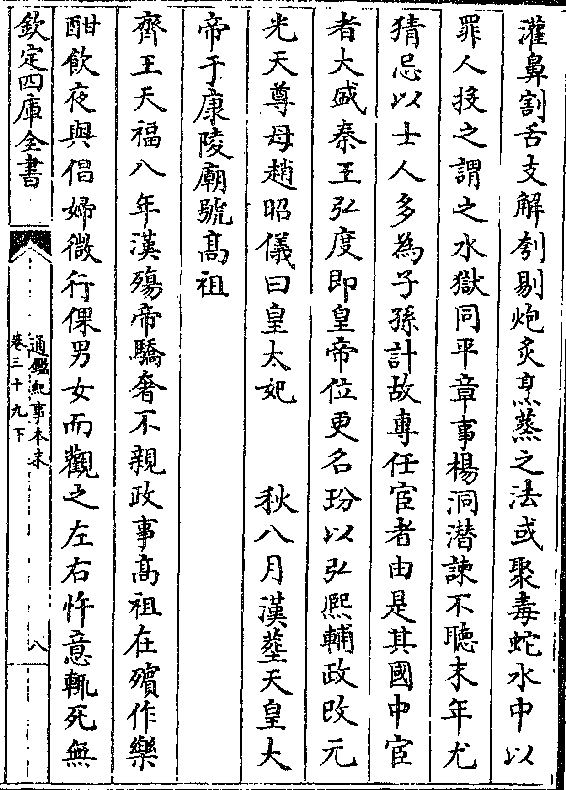 灌鼻割舌支解刳剔炮炙烹蒸之法或聚毒蛇水中以
罪人投之謂之水獄同平章事楊洞潜諫不聽末年尤
猜忌以士人多為子孫計故專任宦者由是其國中宦
者大盛秦王弘度即皇帝位更名玢以弘熙輔政改元
光天尊母趙昭儀曰皇太妃　秋八月漢葬天皇大
帝于康陵廟號高祖
齊王天福八年漢殤帝驕奢不親政事高祖在殯作樂
酣飲夜與倡婦微行倮男女而觀之左右忤意輒死無
欽定四庫全書
通鑑紀事本末
卷三十九下
八